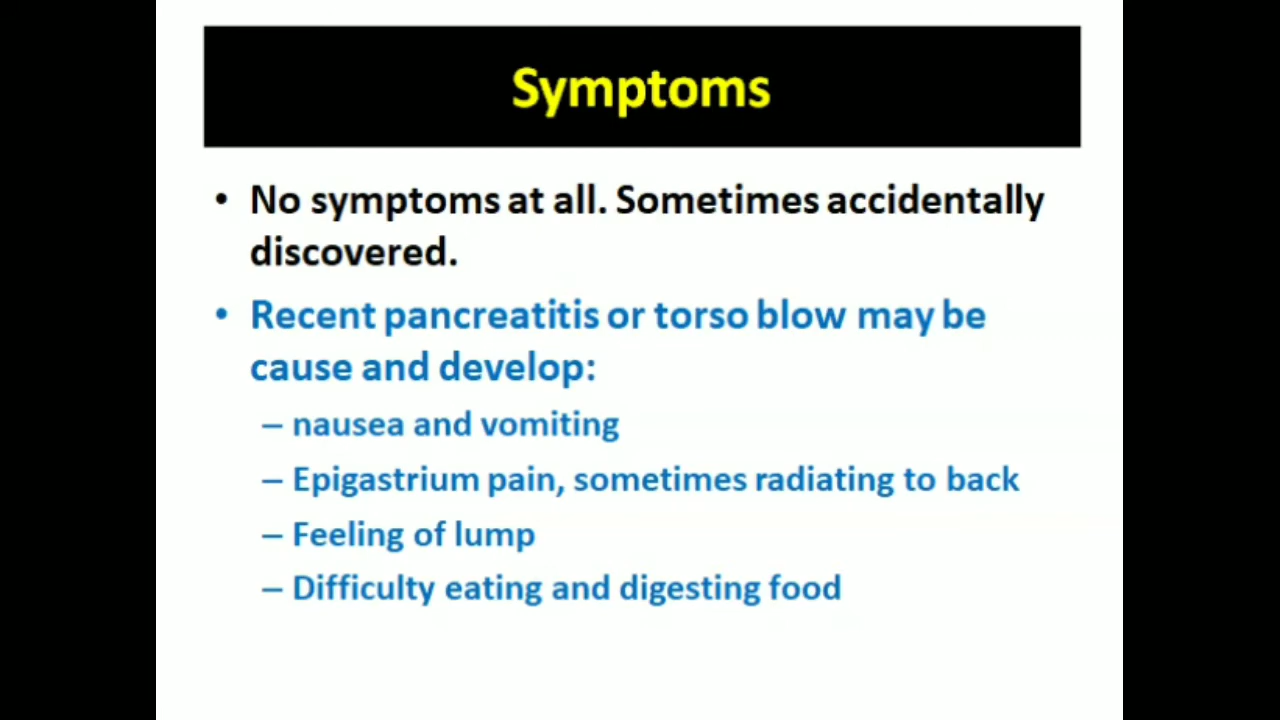 Symptoms
• No symptoms at all. Sometimes accidentally
discovered.
• Recent pancreatitis or torso blow may be
cause and develop:
– nausea and vomiting
– Epigastrium pain, sometimes radiating to back
– Feeling of lump
– Difficulty eating and digesting food